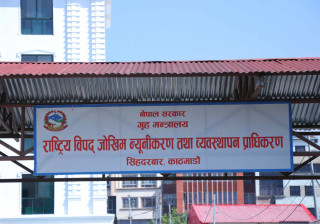 नेपाल सरकार
गृह मन्त्रालय
राष्ट्रिय विपद् जोखिम न्यूनीकरण तथा व्यवस्थापन प्राधिकरण
सिंहदरबार, काठमाडौं